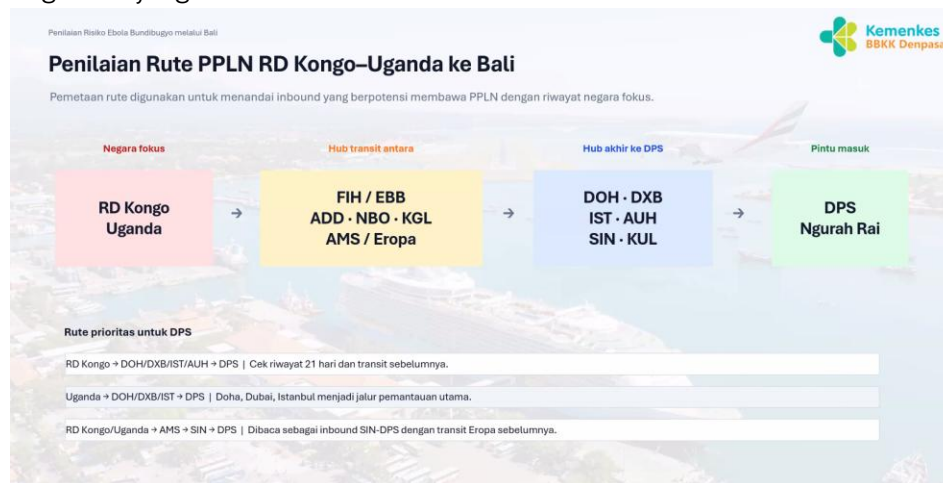 Penilaian Risiko Ebola Bundibugyo melalui Bali
Kemenkes
BBKK Denpasa
Penilaian Rute PPLN RD Kongo–Uganda ke Bali
Pemetaan rute digunakan untuk menandai inbound yang berpotensi membawa PPLN dengan riwayat negara fokus.
Negara fokus
Hub transit antara
Hub akhir ke DPS
Pintu masuk
RD Kongo
Uganda
→
FIH / EBB
ADD · NBO · KGL
AMS / Eropa
→
DOH · DXB
IST · AUH
SIN · KUL
→
DPS
Ngurah Rai
Rute prioritas untuk DPS
RD Kongo → DOH/DXB/IST/AUH → DPS | Cek riwayat 21 hari dan transit sebelumnya.
Uganda → DOH/DXB/IST → DPS | Doha, Dubai, Istanbul menjadi jalur pemantauan utama.
RD Kongo/Uganda → AMS → SIN → DPS | Dibaca sebagai inbound SIN-DPS dengan transit Eropa sebelumnya.